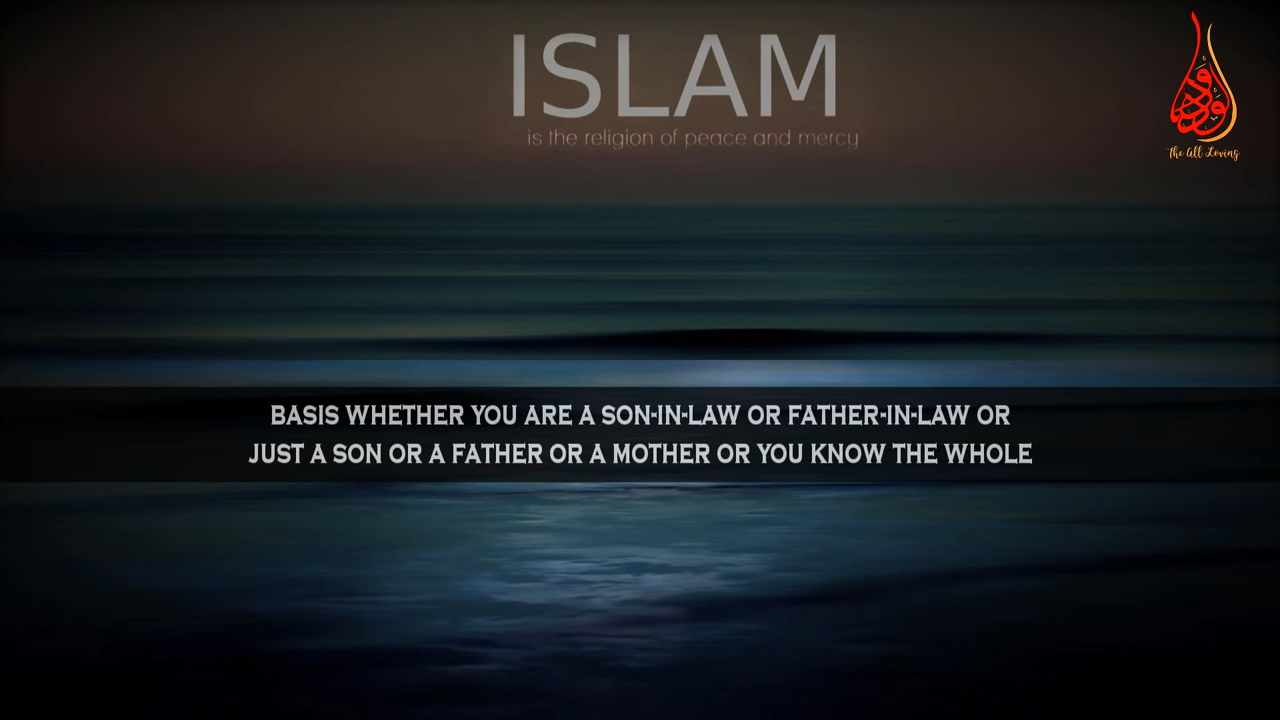 ISLAM
is the religion of peace and mercy
الودود
The All Loving
BASIS WHETHER YOU ARE A SON-IN-LAW OR FATHER-IN-LAW OR
JUST A SON OR A FATHER OR A MOTHER OR YOU KNOW THE WHOLE